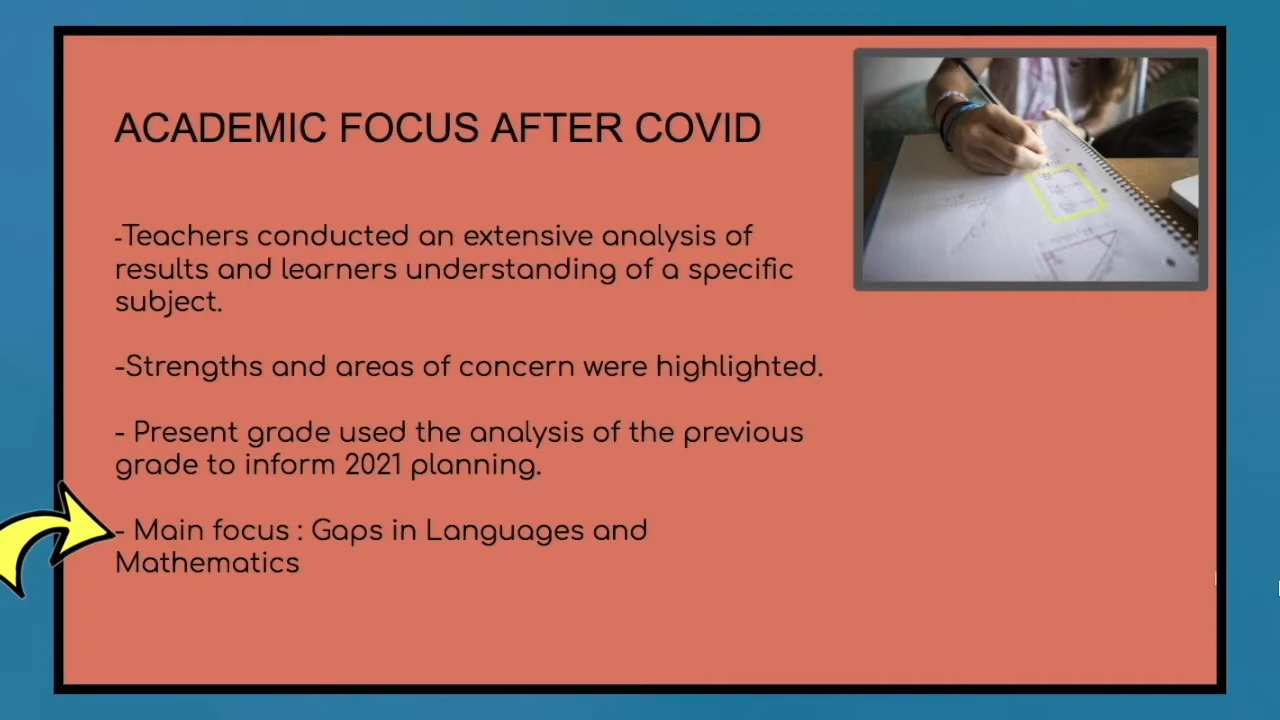 ACADEMIC FOCUS AFTER COVID
-Teachers conducted an extensive analysis of
results and learners understanding of a specific
subject.
-Strengths and areas of concern were highlighted.
- Present grade used the analysis of the previous
grade to inform 2021 planning.
- Main focus : Gaps in Languages and
Mathematics